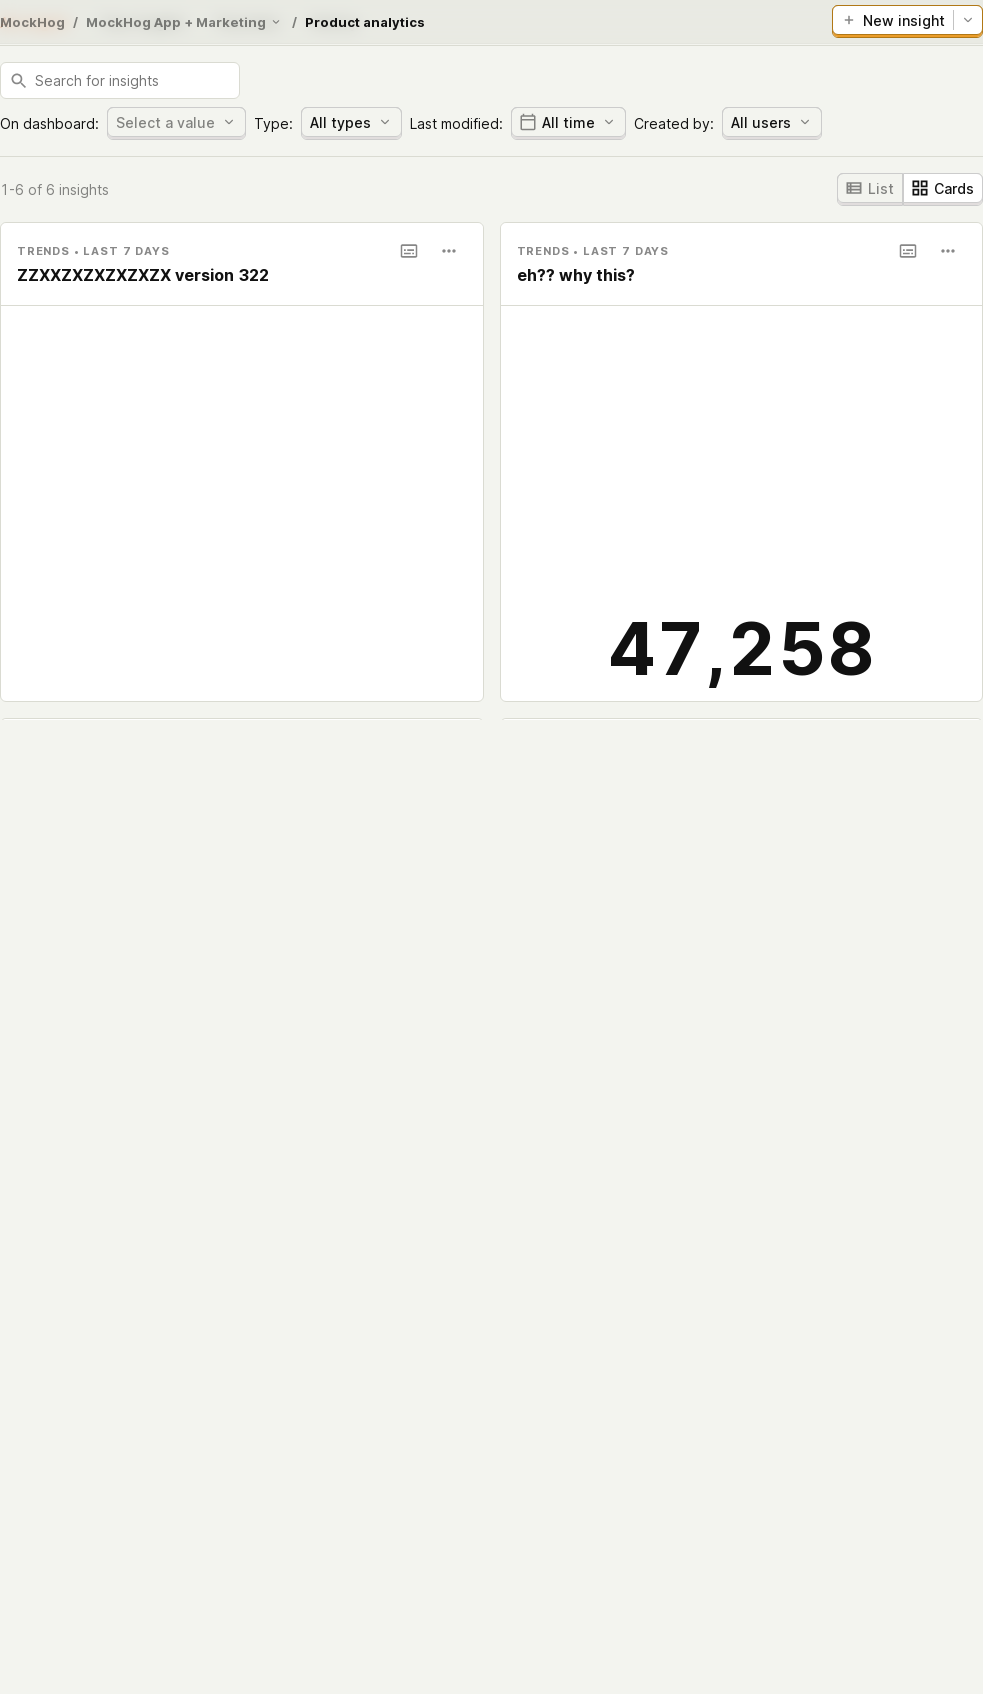 MockHog / MockHog App + Marketing / Product analytics
New insight
Search for insights
On dashboard: Select a value Type: All types Last modified: All time Created by: All users
1-6 of 6 insights
List Cards
TRENDS • LAST 7 DAYS
ZZXXZXZXZXZXZX version 322
TRENDS • LAST 7 DAYS
eh?? why this?
47,258